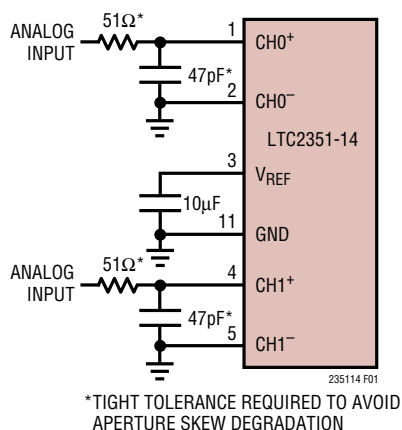 ANALOG
INPUT
51Ω*
47pF*
1
CH0⁺
2
CH0⁻
LTC2351-14
3
VREF
10µF
11
GND
ANALOG
INPUT
51Ω*
47pF*
4
CH1⁺
5
CH1⁻
235114 F01
*TIGHT TOLERANCE REQUIRED TO AVOID
APERTURE SKEW DEGRADATION